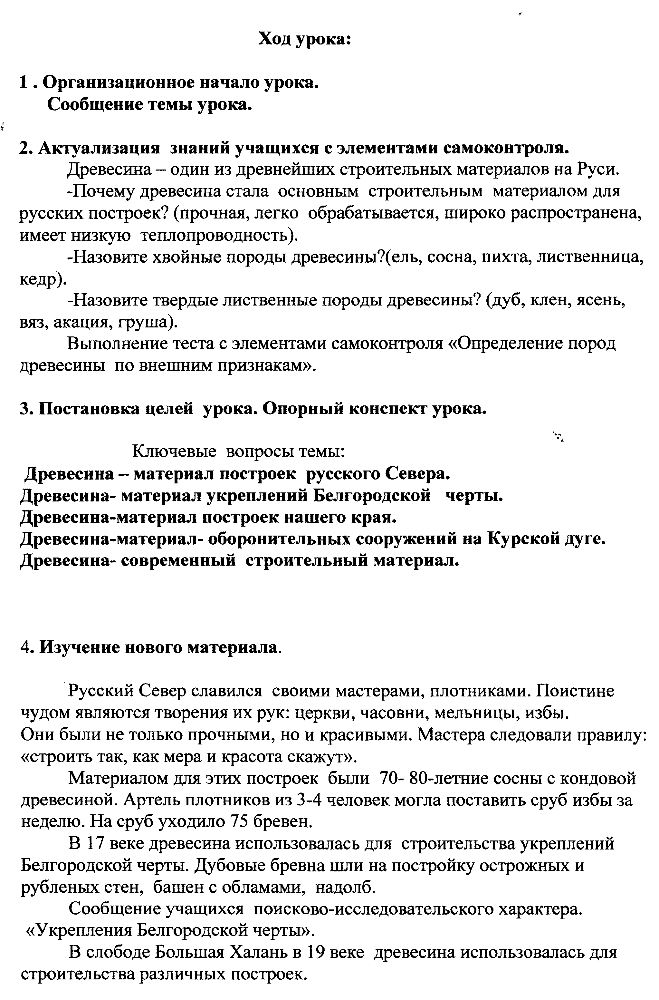 Ход урока:
1 . Организационное начало урока.
Сообщение темы урока.
2. Актуализация знаний учащихся с элементами самоконтроля.
Древесина – один из древнейших строительных материалов на Руси.
-Почему древесина стала основным строительным материалом для
русских построек? (прочная, легко обрабатывается, широко распространена,
имеет низкую теплопроводность).
-Назовите хвойные породы древесины?(ель, сосна, пихта, лиственница,
кедр).
-Назовите твердые лиственные породы древесины? (дуб, клен, ясень,
вяз, акация, груша).
Выполнение теста с элементами самоконтроля «Определение пород
древесины по внешним признакам».
3. Постановка целей урока. Опорный конспект урока.
Ключевые вопросы темы:
Древесина – материал построек русского Севера.
Древесина- материал укреплений Белгородской черты.
Древесина-материал построек нашего края.
Древесина-материал- оборонительных сооружений на Курской дуге.
Древесина- современный строительный материал.
4. Изучение нового материала.
Русский Север славился своими мастерами, плотниками. Поистине
чудом являются творения их рук: церкви, часовни, мельницы, избы.
Они были не только прочными, но и красивыми. Мастера следовали правилу:
«строить так, как мера и красота скажут».
Материалом для этих построек были 70- 80-летние сосны с кондовой
древесиной. Артель плотников из 3-4 человек могла поставить сруб избы за
неделю. На сруб уходило 75 бревен.
В 17 веке древесина использовалась для строительства укреплений
Белгородской черты. Дубовые бревна шли на постройку острожных и
рубленых стен, башен с обламами, надолб.
Сообщение учащихся поисково-исследовательского характера.
«Укрепления Белгородской черты».
В слободе Большая Халань в 19 веке древесина использовалась для
строительства различных построек.